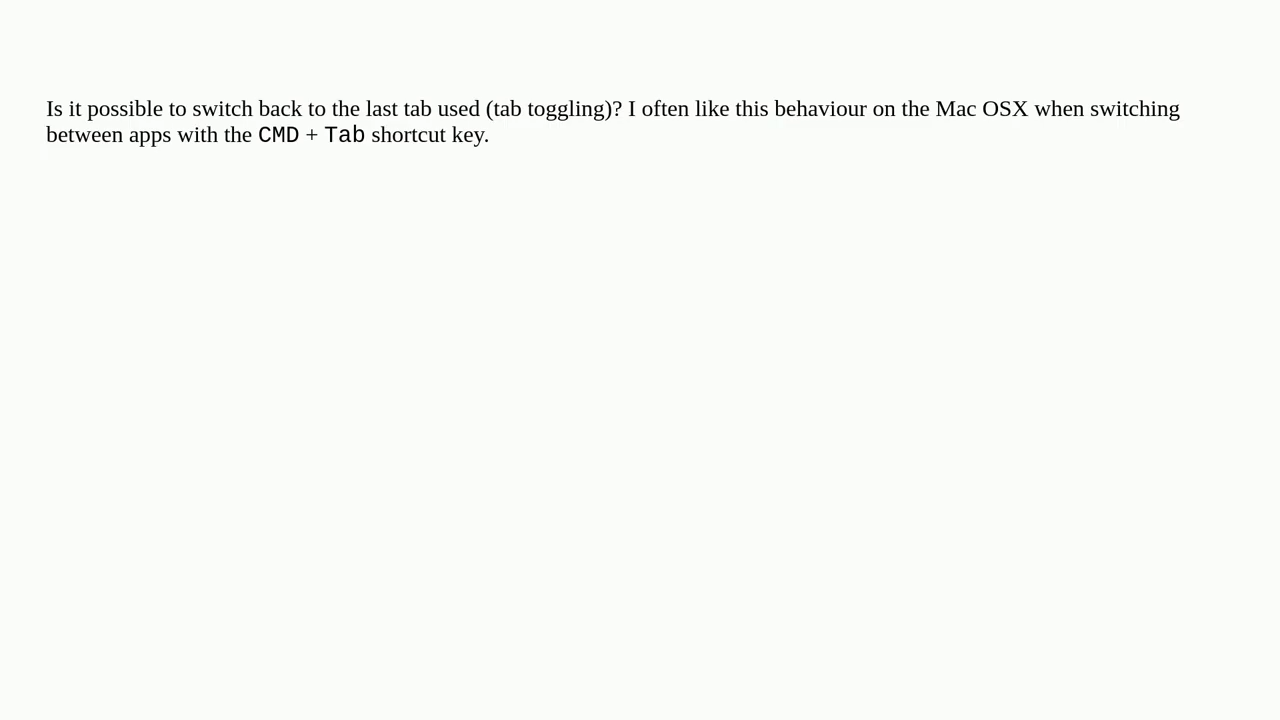 Is it possible to switch back to the last tab used (tab toggling)? I often like this behaviour on the Mac OSX when switching
between apps with the CMD + Tab shortcut key.